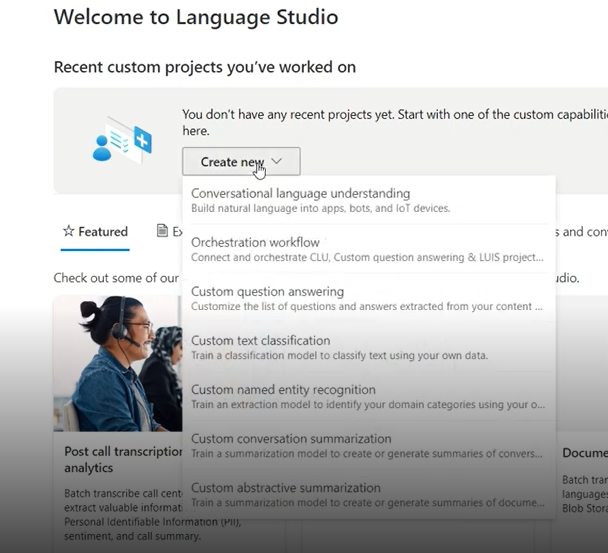 Welcome to Language Studio
Recent custom projects you've worked on
You don't have any recent projects yet. Start with one of the custom capabilities
here.
Create new
Conversational language understanding
Build natural language into apps, bots, and IoT devices.
Orchestration workflow
Connect and orchestrate CLU, Custom question answering & LUIS project...
Custom question answering
Customize the list of questions and answers extracted from your content ...
Custom text classification
Train a classification model to classify text using your own data.
Custom named entity recognition
Train an extraction model to identify your domain categories using your o...
Custom conversation summarization
Train a summarization model to create or generate summaries of convers...
Custom abstractive summarization
Train a summarization model to create or generate summaries of docume...
Featured
s and con
Check out some of our
Post call transcription
analytics
Batch transcribe call cent
extract valuable informat
Personal Identifiable Information (PII),
sentiment, and call summary.
Docume
Batch tran
languages
Blob Stora